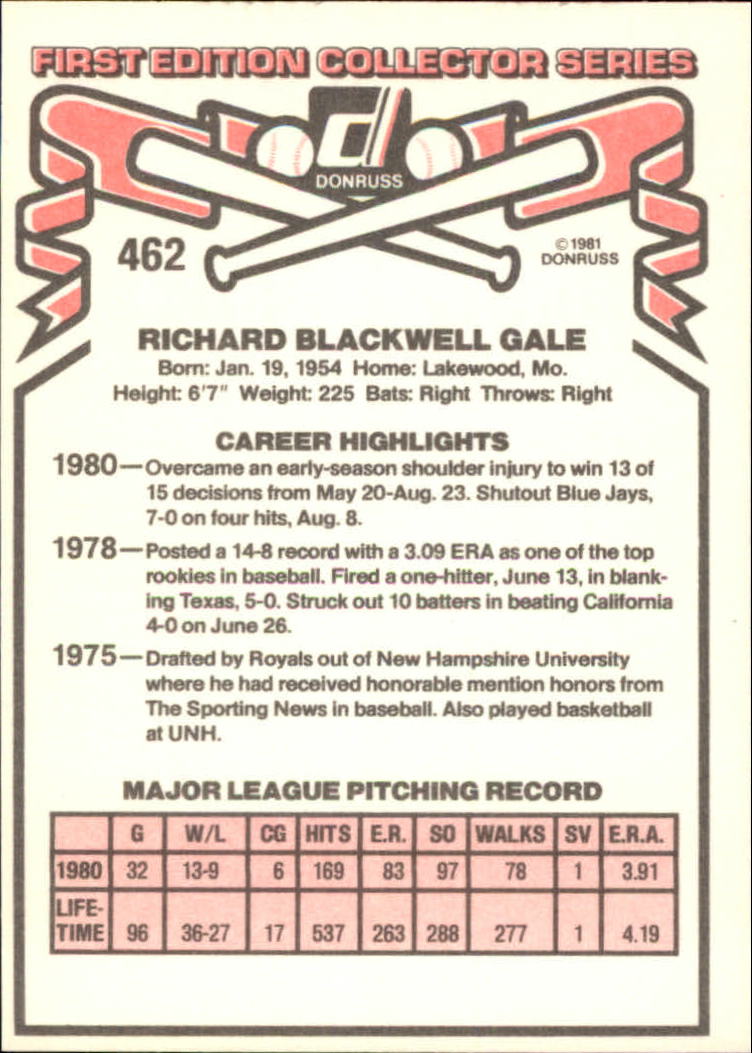 FIRST EDITION COLLECTOR SERIES
DONRUSS
462
©1981
DONRUSS
RICHARD BLACKWELL GALE
Born: Jan. 19, 1954 Home: Lakewood, Mo.
Height: 6'7" Weight: 225 Bats: Right Throws: Right
CAREER HIGHLIGHTS
1980—Overcame an early-season shoulder injury to win 13 of
15 decisions from May 20-Aug. 23. Shutout Blue Jays,
7-0 on four hits, Aug. 8.
1978—Posted a 14-8 record with a 3.09 ERA as one of the top
rookies in baseball. Fired a one-hitter, June 13, in blank-
ing Texas, 5-0. Struck out 10 batters in beating California
4-0 on June 26.
1975—Drafted by Royals out of New Hampshire University
where he had received honorable mention honors from
The Sporting News in baseball. Also played basketball
at UNH.
MAJOR LEAGUE PITCHING RECORD
G W/L CG HITS E.R. SO WALKS SV E.R.A.
1980 32 13-9 6 169 83 97 78 1 3.91
LIFE-
TIME 96 36-27 17 537 263 288 277 1 4.19